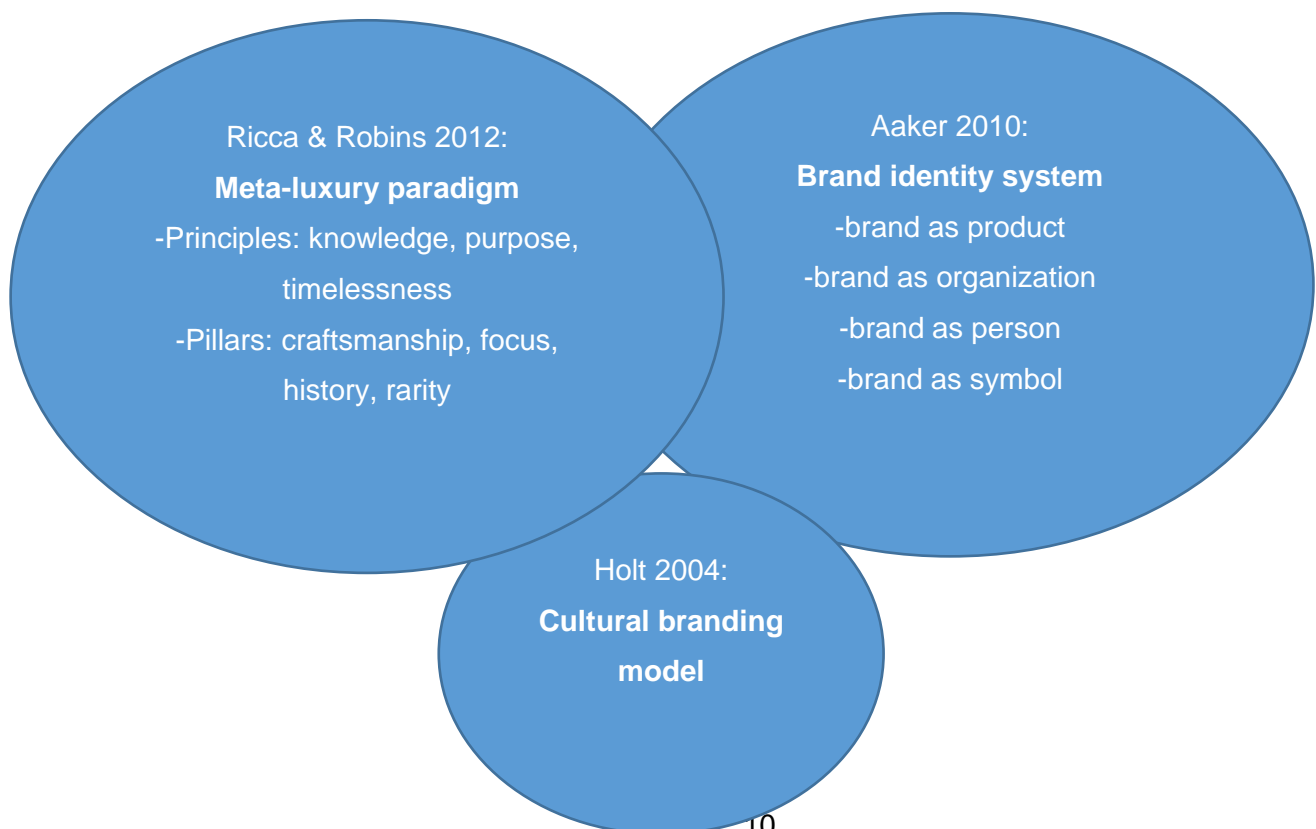 Ricca & Robins 2012:
Meta-luxury paradigm
-Principles: knowledge, purpose,
timelessness
-Pillars: craftsmanship, focus,
history, rarity
Aaker 2010:
Brand identity system
-brand as product
-brand as organization
-brand as person
-brand as symbol
Holt 2004:
Cultural branding
model
10